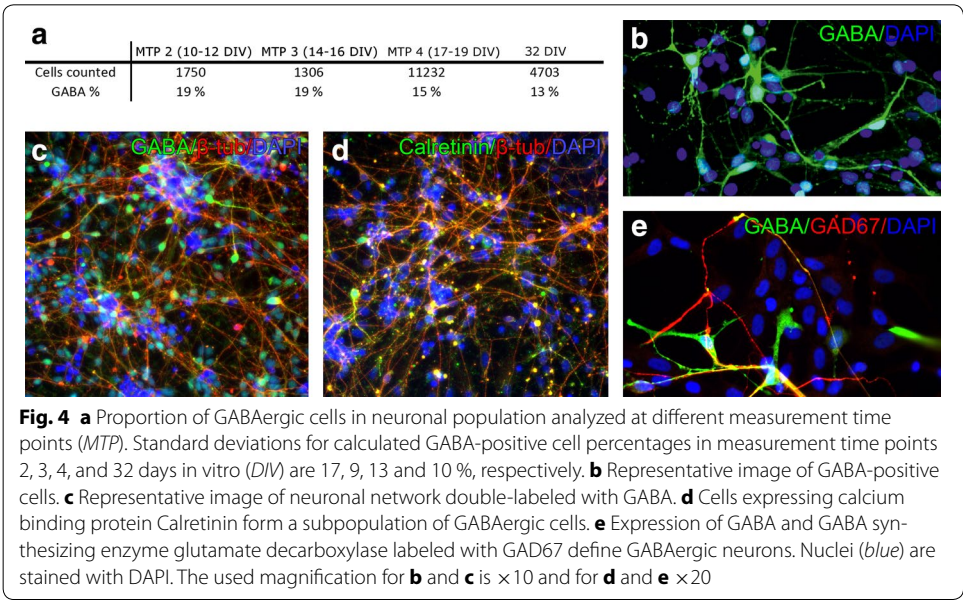 a
MTP 2 (10-12 DIV) MTP 3 (14-16 DIV) MTP 4 (17-19 DIV) 32 DIV
Cells counted 1750 1306 11232 4703
GABA % 19 % 19 % 15 % 13 %
b GABA/DAPI
c GABA/β-tub/DAPI
d Calretinin/β-tub/DAPI
e GABA/GAD67/DAPI
Fig. 4 a Proportion of GABAergic cells in neuronal population analyzed at different measurement time
points (MTP). Standard deviations for calculated GABA-positive cell percentages in measurement time points
2, 3, 4, and 32 days in vitro (DIV) are 17, 9, 13 and 10 %, respectively. b Representative image of GABA-positive
cells. c Representative image of neuronal network double-labeled with GABA. d Cells expressing calcium
binding protein Calretinin form a subpopulation of GABAergic cells. e Expression of GABA and GABA syn-
thesizing enzyme glutamate decarboxylase labeled with GAD67 define GABAergic neurons. Nuclei (blue) are
stained with DAPI. The used magnification for b and c is ×10 and for d and e ×20